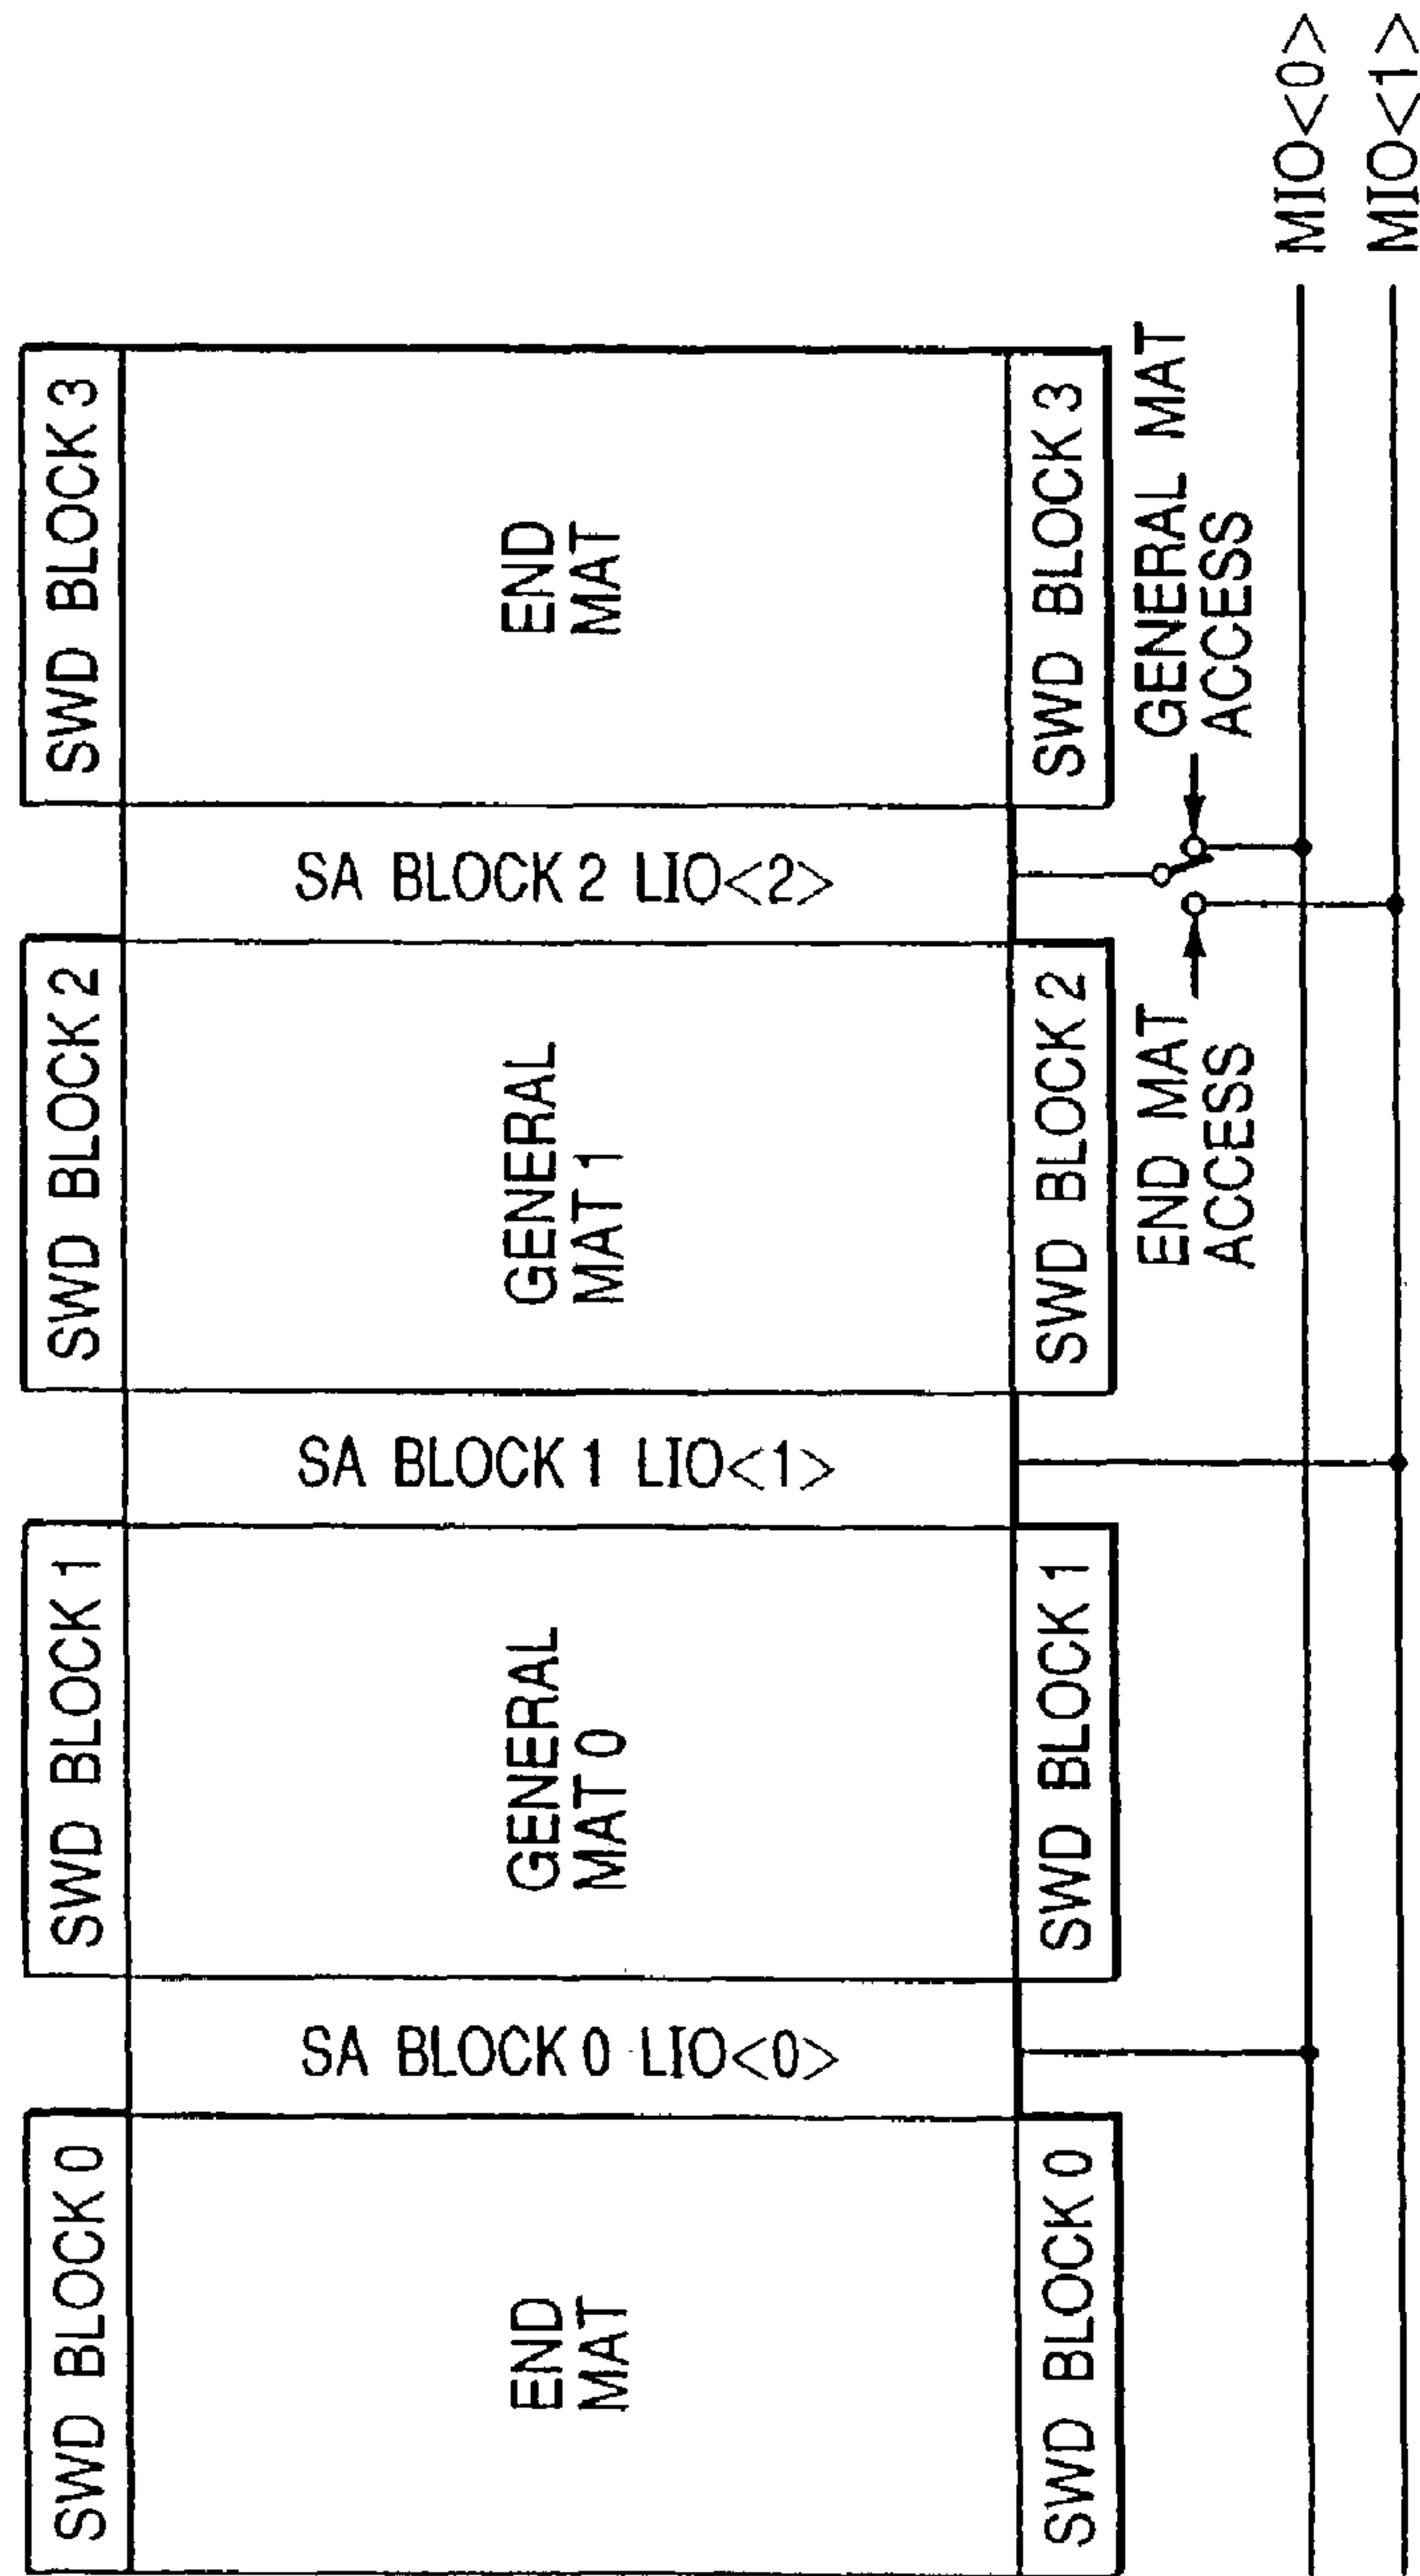 SWD BLOCK 0
SWD BLOCK 1
SWD BLOCK 2
SWD BLOCK 3
END
MAT
SA BLOCK 0 LIO<0>
GENERAL
MAT 0
SA BLOCK 1 LIO<1>
GENERAL
MAT 1
SA BLOCK 2 LIO<2>
END
MAT
SWD BLOCK 0
SWD BLOCK 1
SWD BLOCK 2
SWD BLOCK 3
END MAT
ACCESS
GENERAL MAT
ACCESS
MIO<0>
MIO<1>